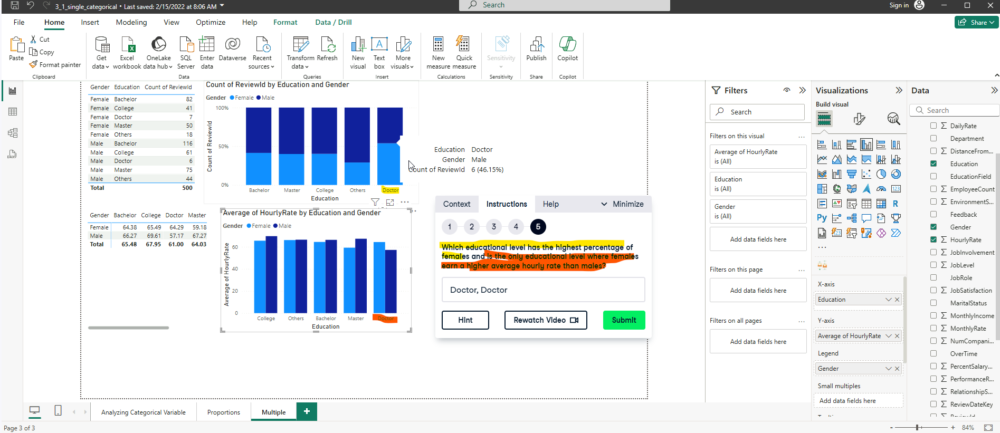 3_1_single_categorical • Last saved: 2/15/2022 at 8:06 AM
Search
Sign in
File Home Insert Modeling View Optimize Help Format Data / Drill
Share
Paste
Cut
Copy
Format painter
Clipboard
Get data
Excel workbook
OneLake data hub
SQL Server
Enter data
Dataverse
Recent sources
Data
Transform data
Refresh
Queries
New visual
Text box
More visuals
Insert
New measure
Quick measure
Calculations
Sensitivity
Sensitivity
Publish
Share
Copilot
Copilot
Gender Education Count of ReviewId
Female Bachelor 82
Female College 41
Female Doctor 7
Female Master 50
Female Others 18
Male Bachelor 116
Male College 61
Male Doctor 6
Male Master 75
Male Others 44
Total 500
Count of ReviewId by Education and Gender
Gender Female Male
Count of ReviewId
100%
50%
0%
Bachelor Master College Others Doctor
Education
Education Doctor
Gender Male
Count of ReviewId 6 (46.15%)
Gender Bachelor College Doctor Master
Female 64.38 65.49 64.29 59.18
Male 66.27 69.61 57.17 67.27
Total 65.48 67.95 61.00 64.03
Average of HourlyRate by Education and Gender
Gender Female Male
Average of HourlyRate
60
40
20
0
College Others Bachelor Master Doctor
Education
Context Instructions Help Minimize
1 2 3 4 5
Which educational level has the highest percentage of
females and is the only educational level where females
earn a higher average hourly rate than males?
Doctor, Doctor
Hint Rewatch Video Submit
Filters
Search
Filters on this visual
Average of HourlyRate
is (All)
Education
is (All)
Gender
is (All)
Add data fields here
Filters on this page
Add data fields here
Filters on all pages
Add data fields here
Visualizations
Build visual
X-axis
Education
Y-axis
Average of HourlyRate
Legend
Gender
Small multiples
Add data fields here
Data
Search
DailyRate
Department
DistanceFrom...
Education
EducationField
EmployeeCount
EnvironmentS...
Feedback
Gender
HourlyRate
JobInvolvement
JobLevel
JobRole
JobSatisfaction
MaritalStatus
MonthlyIncome
MonthlyRate
NumCompani...
OverTime
PercentSalary...
PerformanceR...
RelationshipS...
ReviewDateKey
Analyzing Categorical Variable Proportions Multiple +
Page 3 of 3
- + 84%